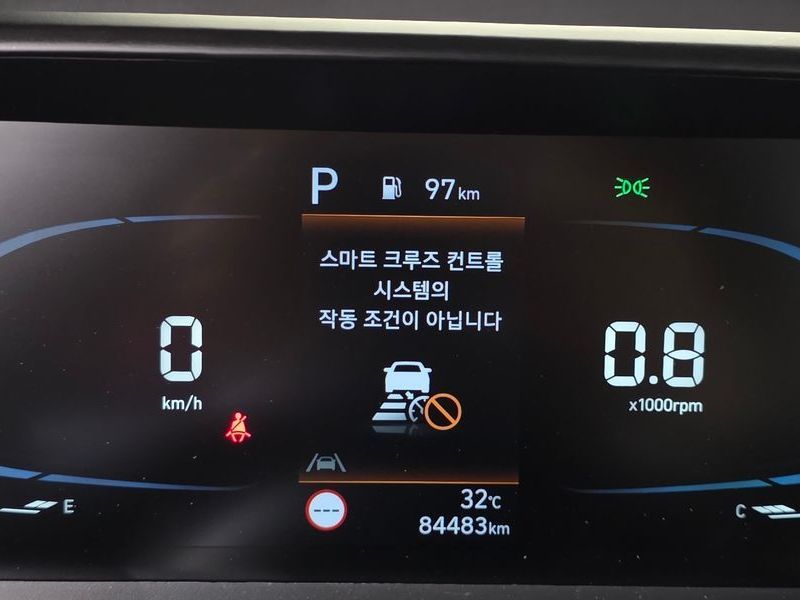 P 97km
스마트 크루즈 컨트롤
시스템의
작동 조건이 아닙니다
0
km/h
0.8
x1000rpm
E
---
32℃
84483km
C